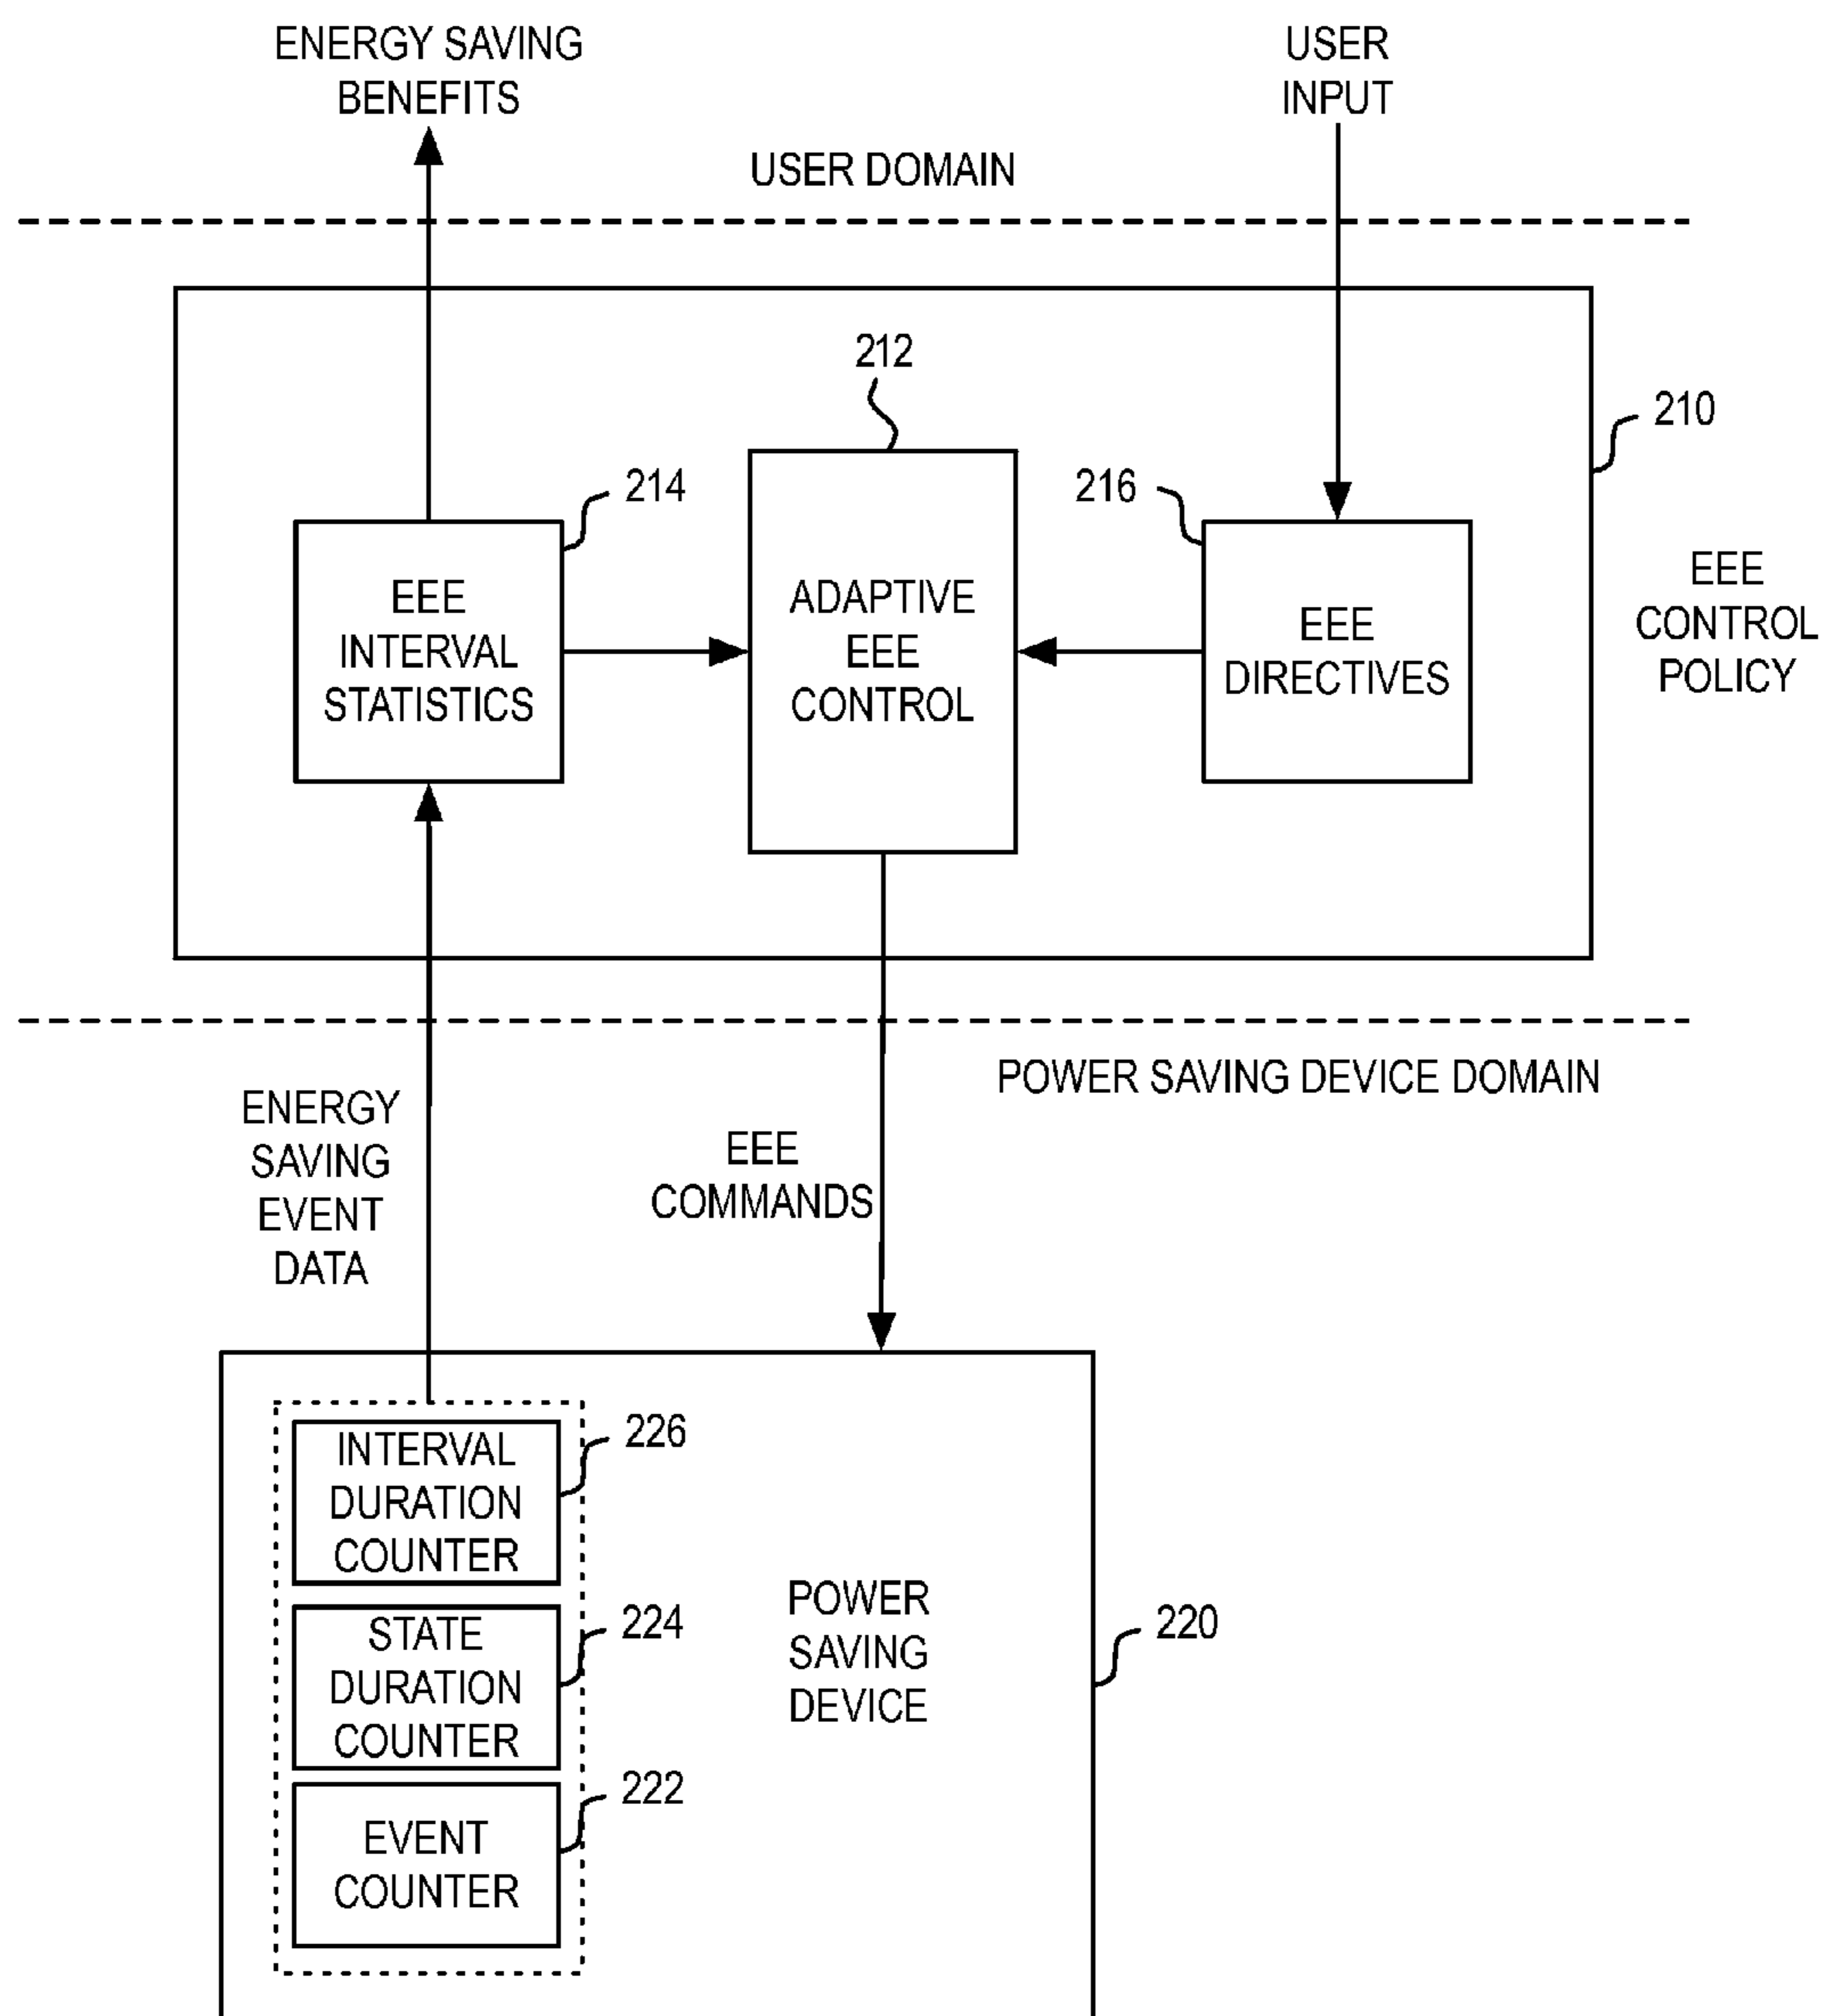 ENERGY SAVING
BENEFITS
USER
INPUT
USER DOMAIN
212
210
214
216
EEE
INTERVAL
STATISTICS
ADAPTIVE
EEE
CONTROL
EEE
DIRECTIVES
EEE
CONTROL
POLICY
POWER SAVING DEVICE DOMAIN
ENERGY
SAVING
EVENT
DATA
EEE
COMMANDS
INTERVAL
DURATION
COUNTER
226
STATE
DURATION
COUNTER
224
EVENT
COUNTER
222
POWER
SAVING
DEVICE
220